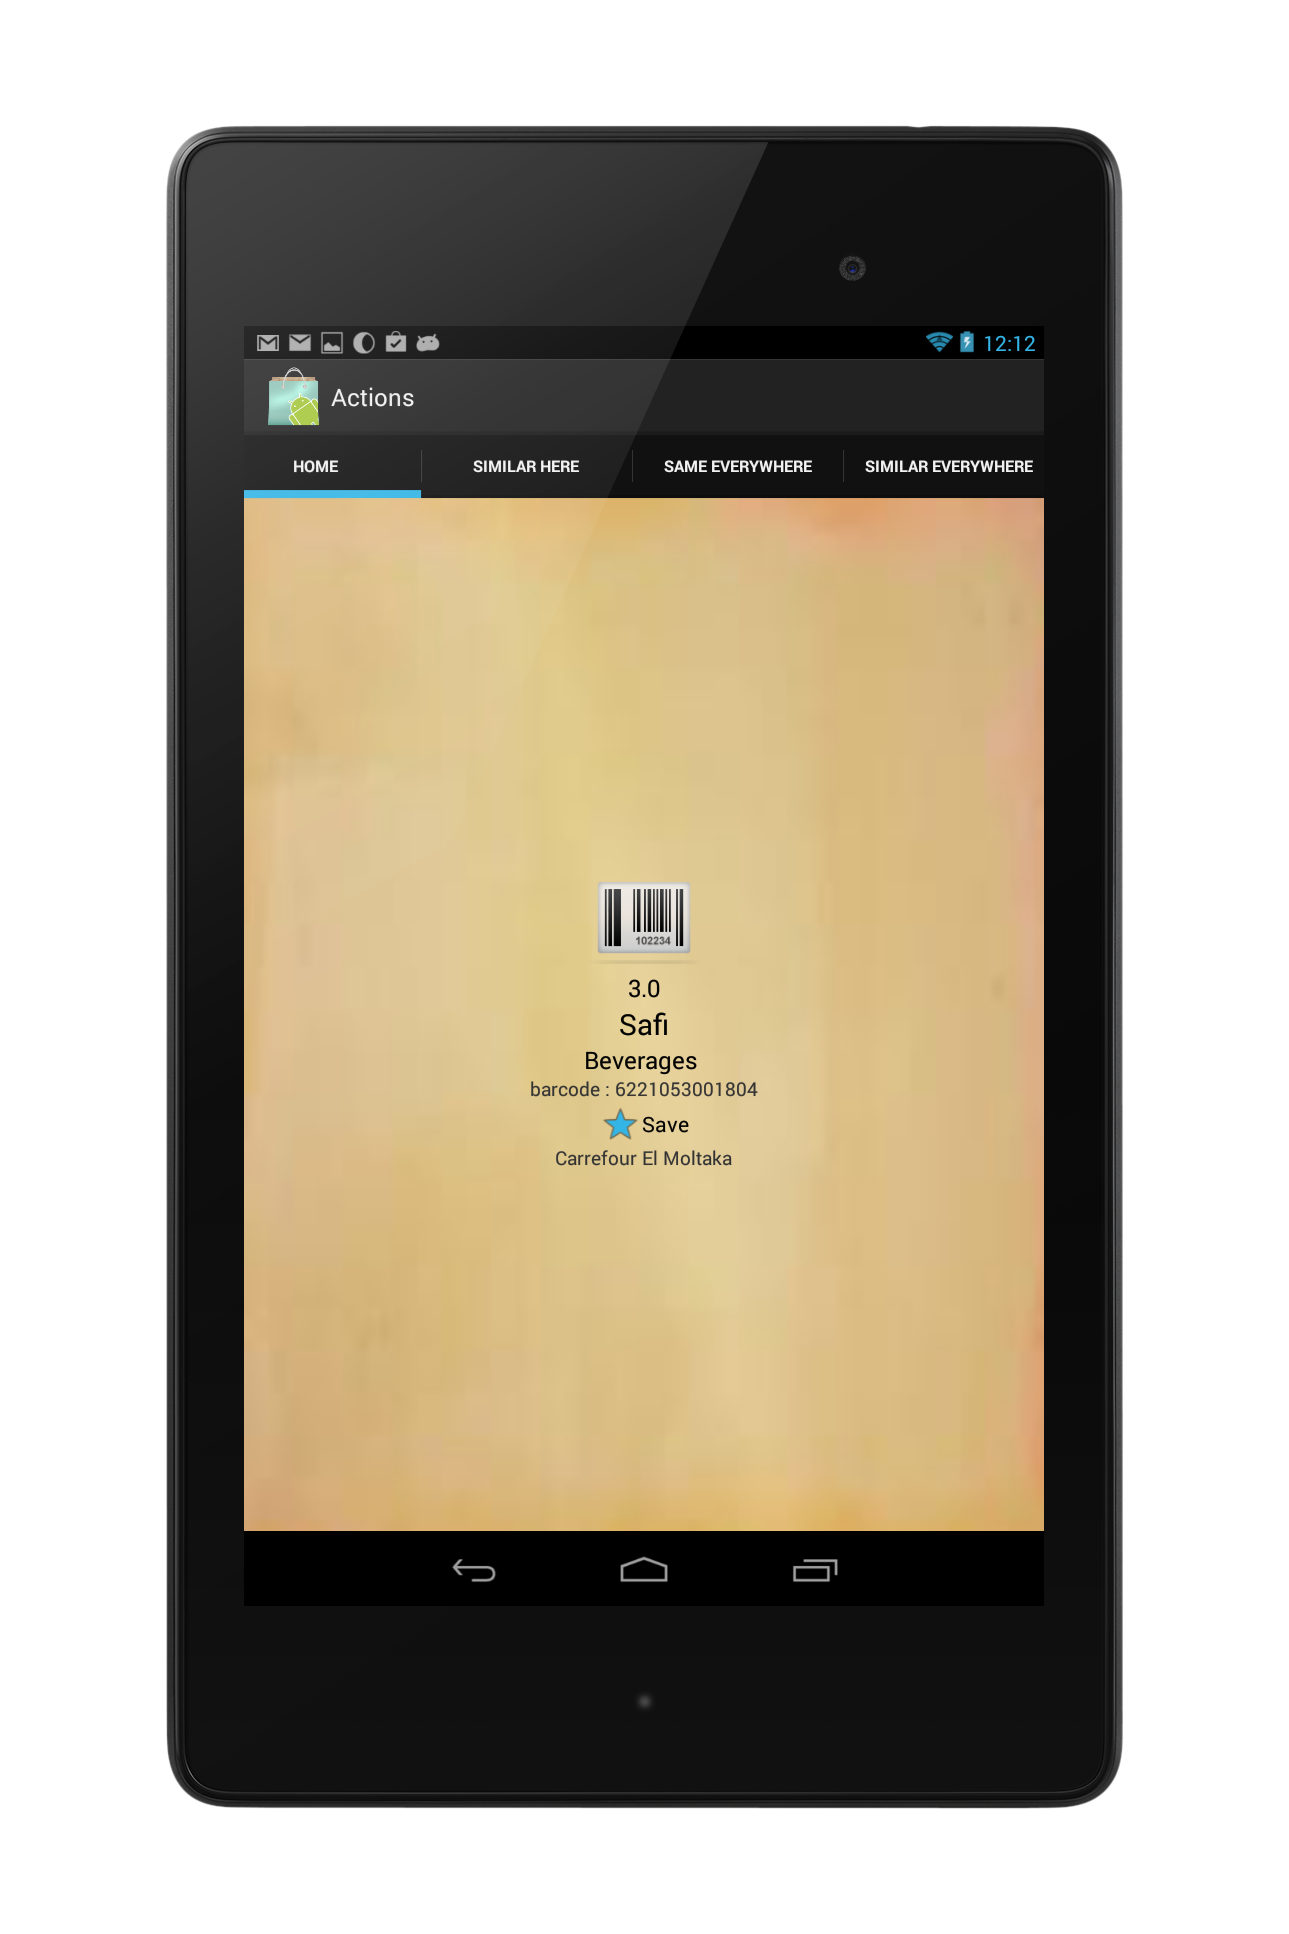 12:12
Actions
HOME
SIMILAR HERE
SAME EVERYWHERE
SIMILAR EVERYWHERE
102234
3.0
Safi
Beverages
barcode : 6221053001804
Save
Carrefour El Moltaka